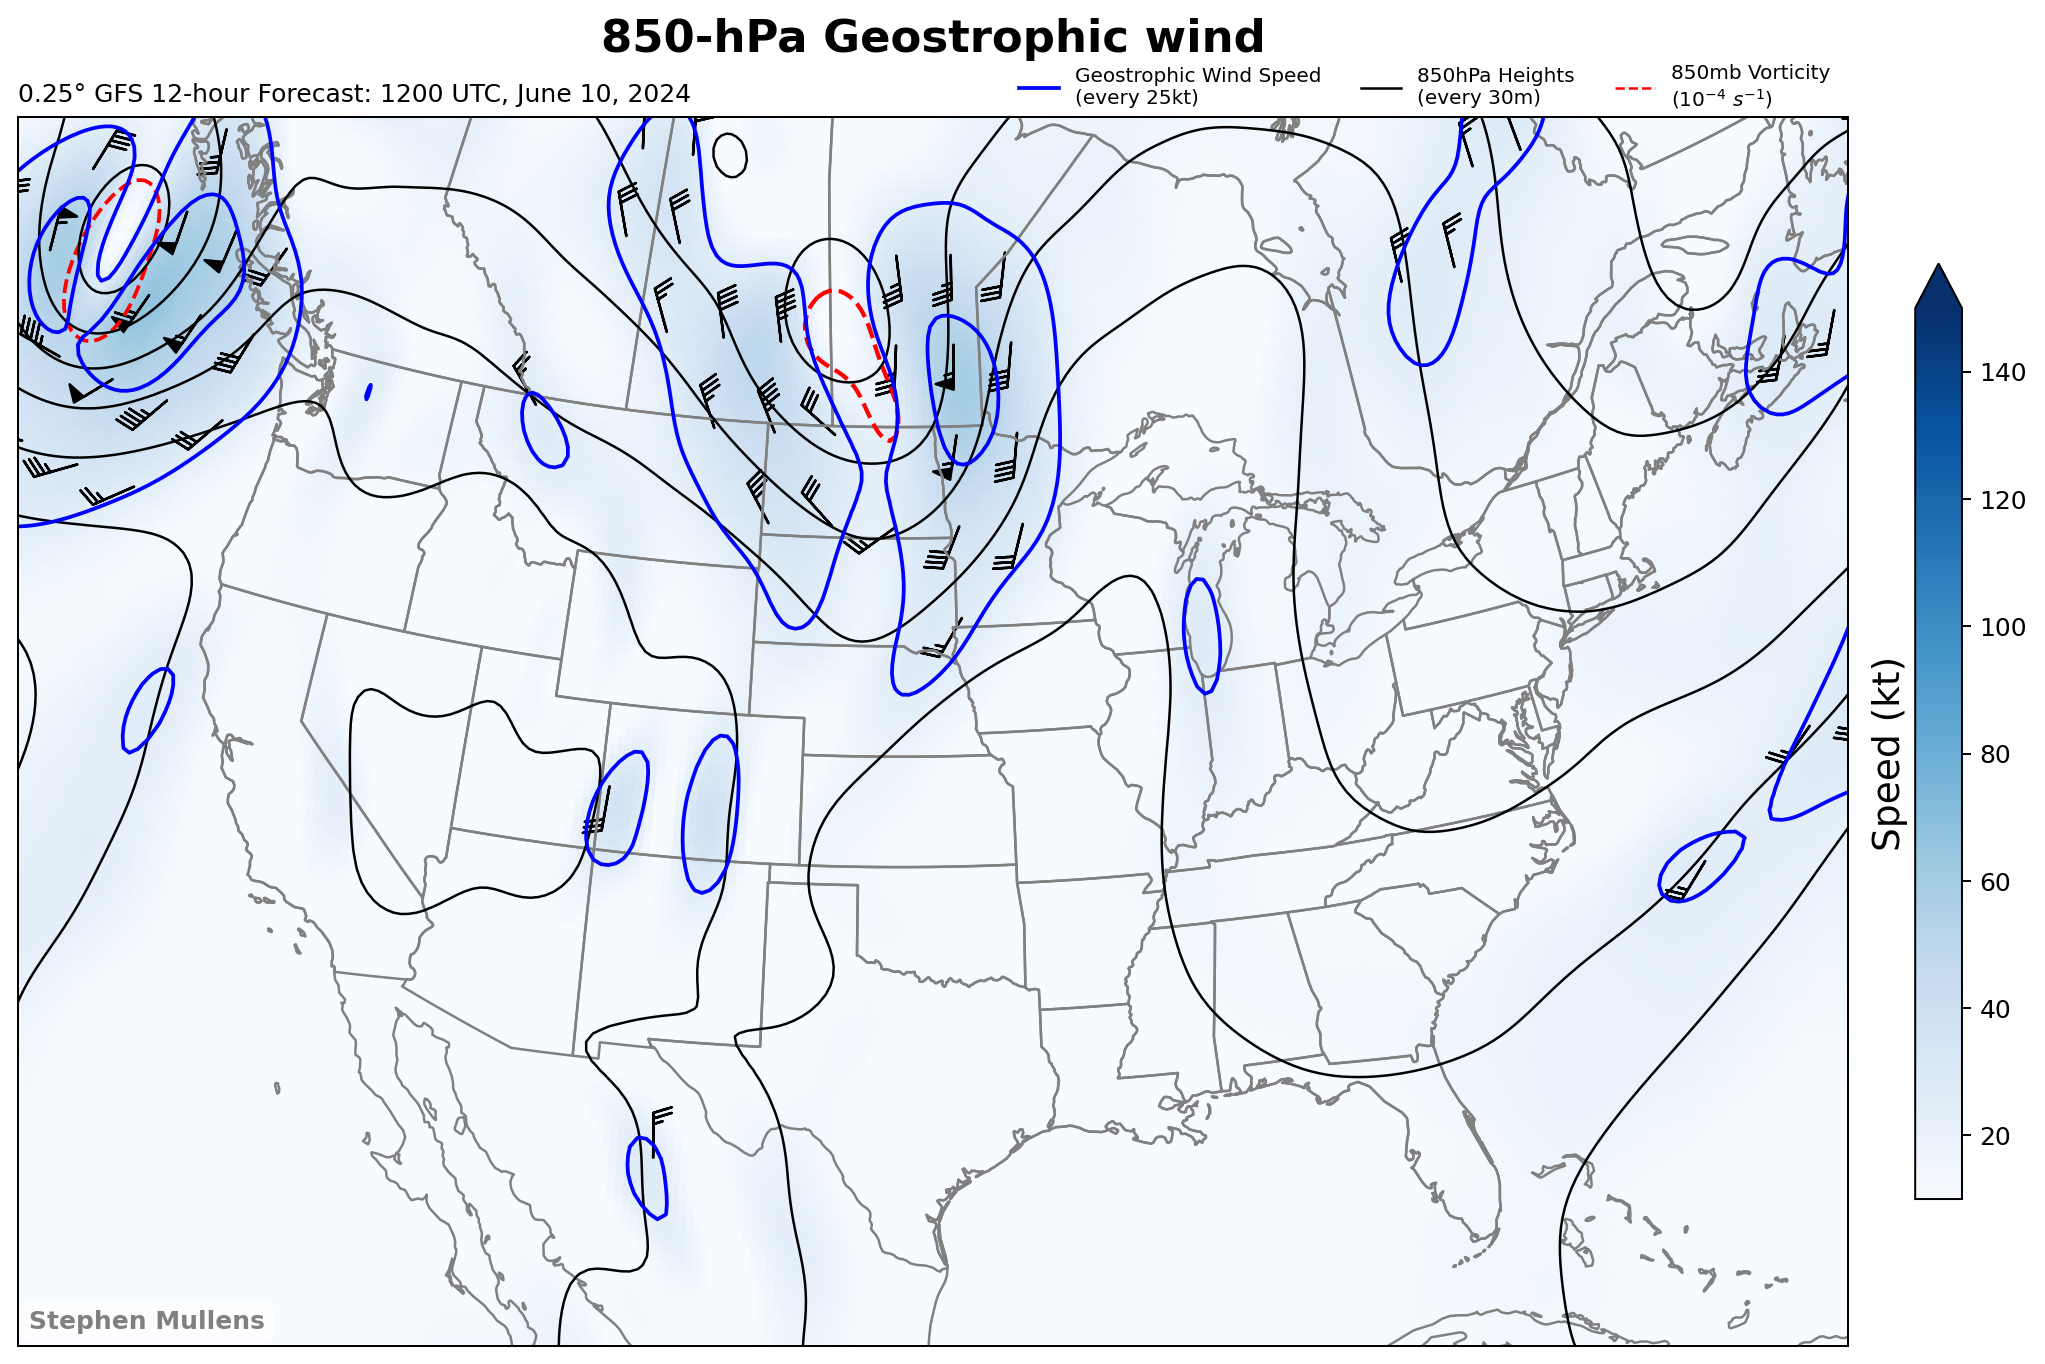 850-hPa Geostrophic wind
0.25° GFS 12-hour Forecast: 1200 UTC, June 10, 2024
Geostrophic Wind Speed
(every 25kt)
850hPa Heights
(every 30m)
850mb Vorticity
(10⁻⁴ s⁻¹)
140
120
100
80
60
40
20
Speed (kt)
Stephen Mullens